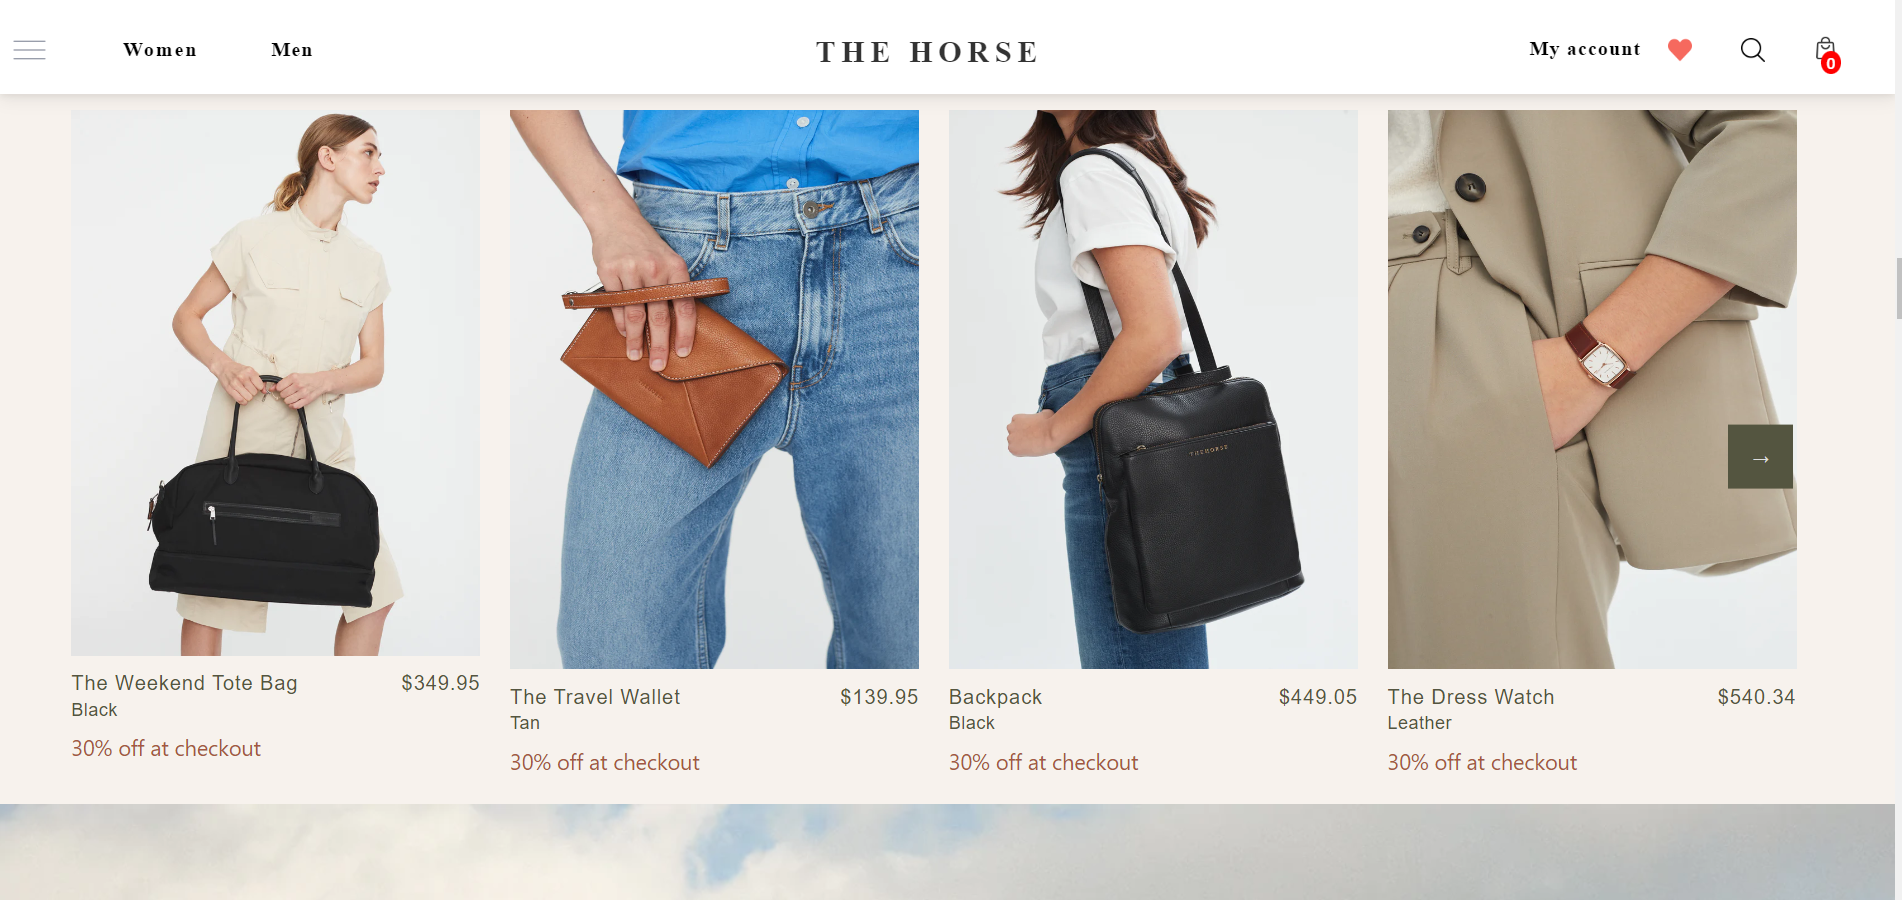 Women
Men
THE HORSE
My account
0
THEHORSE
→
The Weekend Tote Bag
$349.95
Black
30% off at checkout
The Travel Wallet
$139.95
Tan
30% off at checkout
Backpack
$449.05
Black
30% off at checkout
The Dress Watch
$540.34
Leather
30% off at checkout